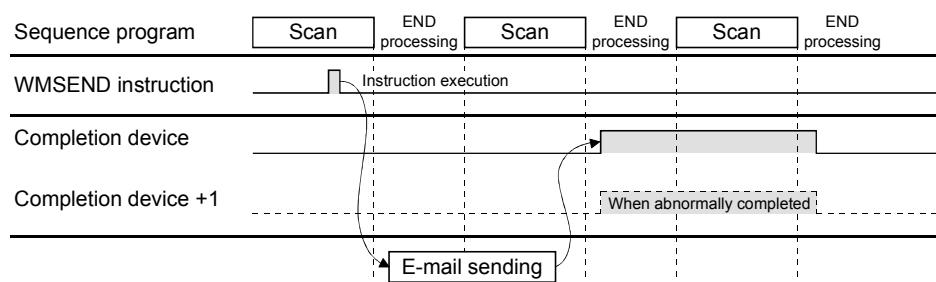 Sequence program
Scan
END
processing
Scan
END
processing
Scan
END
processing
WMSEND instruction
Instruction execution
Completion device
Completion device +1
When abnormally completed
E-mail sending